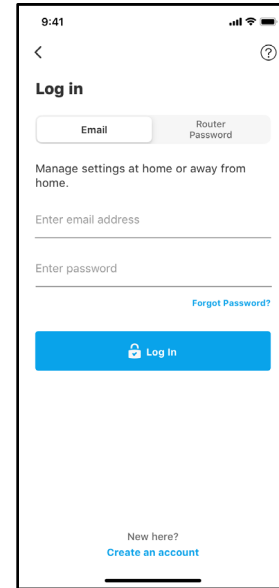 9:41
?
Log in
Email
Router
Password
Manage settings at home or away from
home.
Enter email address
Enter password
Forgot Password?
Log In
New here?
Create an account